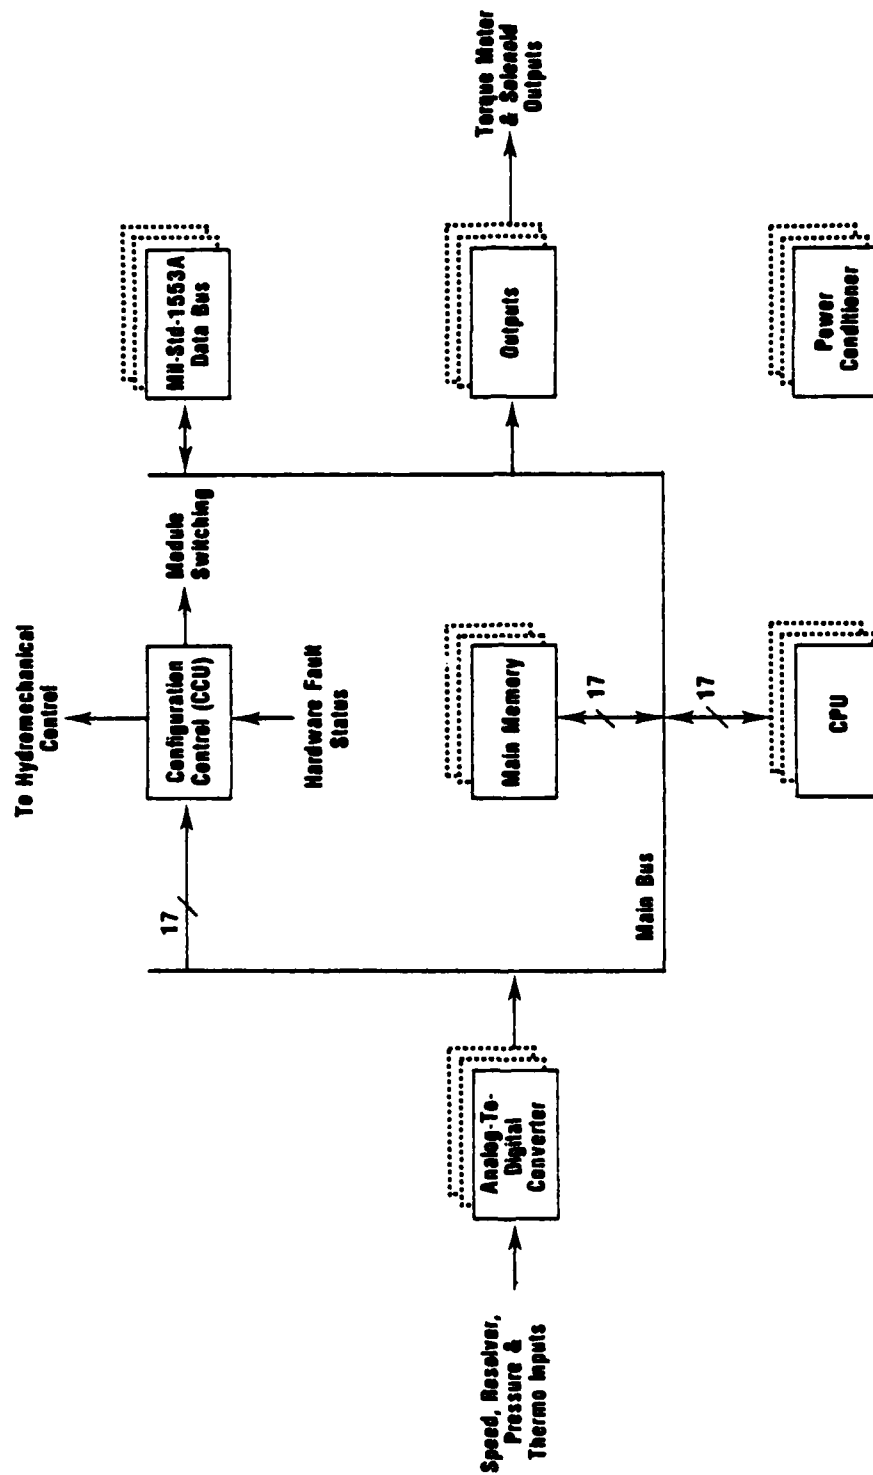 To Hydromechanical
Control
17
Configuration
Control (CCU)
Module
Switching
Mil-Std-1553A
Data Bus
Hardware Fault
Status
Speed, Resolver,
Pressure &
Thermo Inputs
Analog-To-
Digital
Converter
Main Memory
17
Outputs
Torque Motor
& Solenoid
Outputs
Main Bus
17
CPU
Power
Conditioner